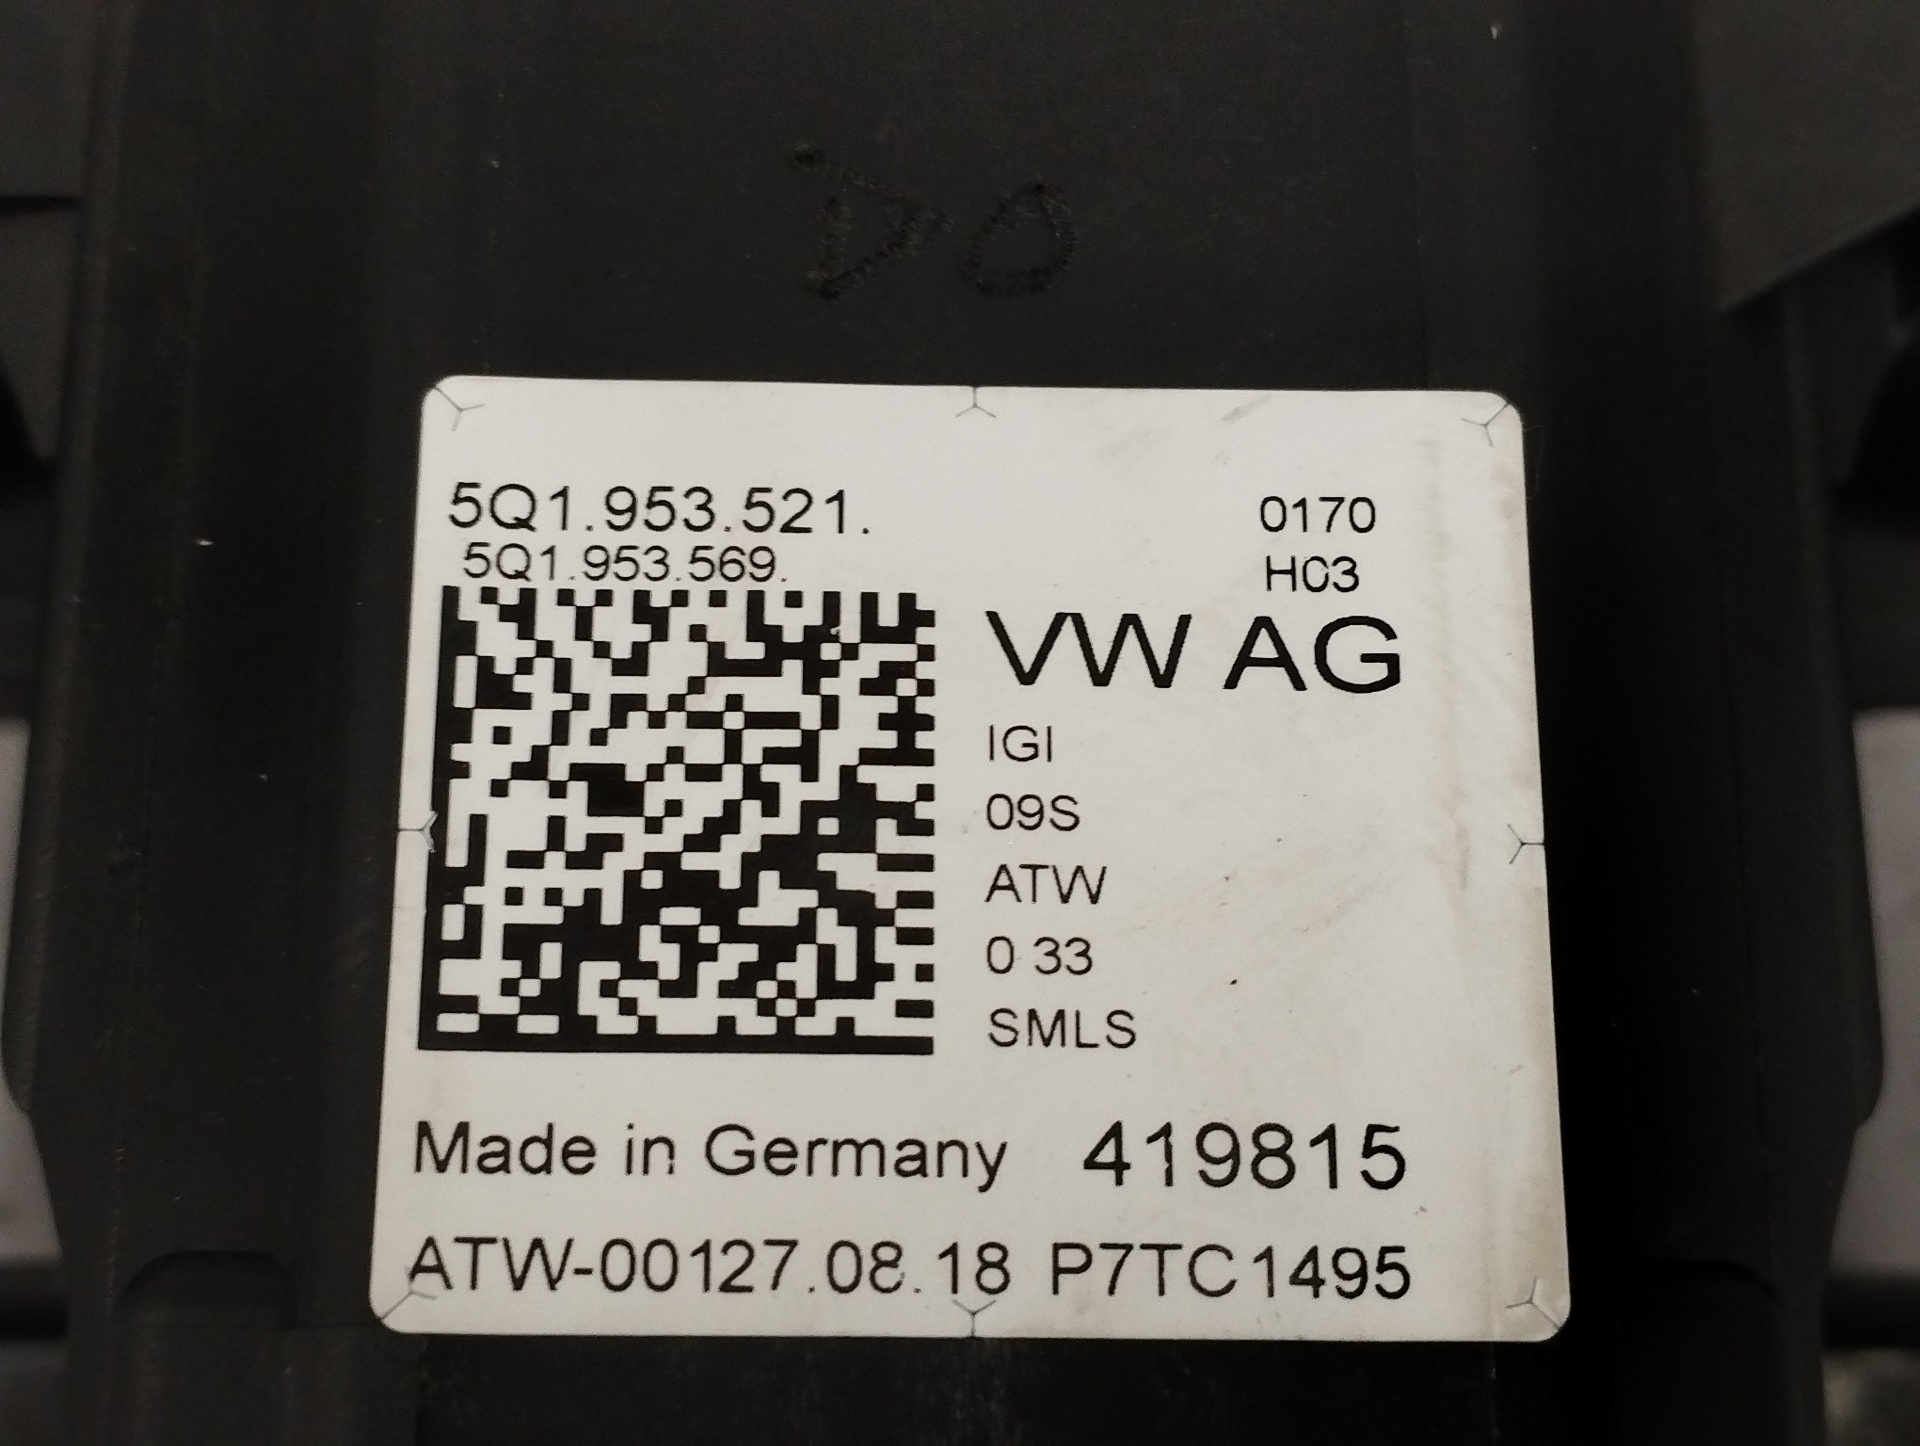 DO
5Q1.953.521.
0170
5Q1.953.569.
H03
VW AG
IGI
09S
ATW
0 33
SMLS
Made in Germany 419815
ATW-00127.08.18 P7TC1495